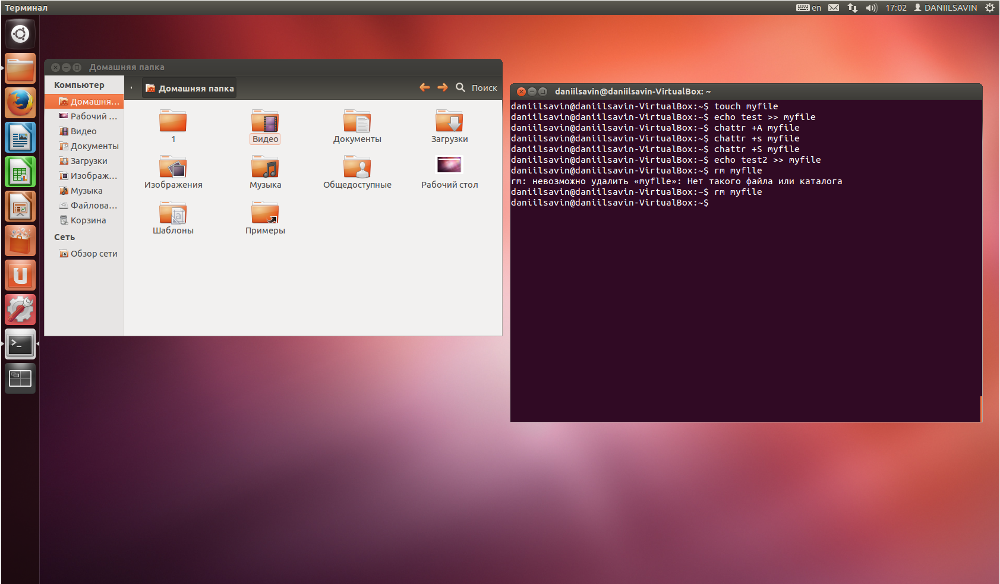 Терминал
en
17:02
DANIILSAVIN
Домашняя папка
Компьютер
Домашня...
Рабочий ...
Видео
Документы
Загрузки
Изображ...
Музыка
Файлова...
Корзина
Сеть
Обзор сети
Домашняя папка
Поиск
1
Видео
Документы
Загрузки
Изображения
Музыка
Общедоступные
Рабочий стол
Шаблоны
Примеры
daniilsavin@daniilsavin-VirtualBox: ~
daniilsavin@daniilsavin-VirtualBox:~$ touch myfile
daniilsavin@daniilsavin-VirtualBox:~$ echo test >> myfile
daniilsavin@daniilsavin-VirtualBox:~$ chattr +A myfile
daniilsavin@daniilsavin-VirtualBox:~$ chattr +s myfile
daniilsavin@daniilsavin-VirtualBox:~$ chattr +S myfile
daniilsavin@daniilsavin-VirtualBox:~$ echo test2 >> myfile
daniilsavin@daniilsavin-VirtualBox:~$ rm myflle
rm: невозможно удалить «myflle»: Нет такого файла или каталога
daniilsavin@daniilsavin-VirtualBox:~$ rm myfile
daniilsavin@daniilsavin-VirtualBox:~$